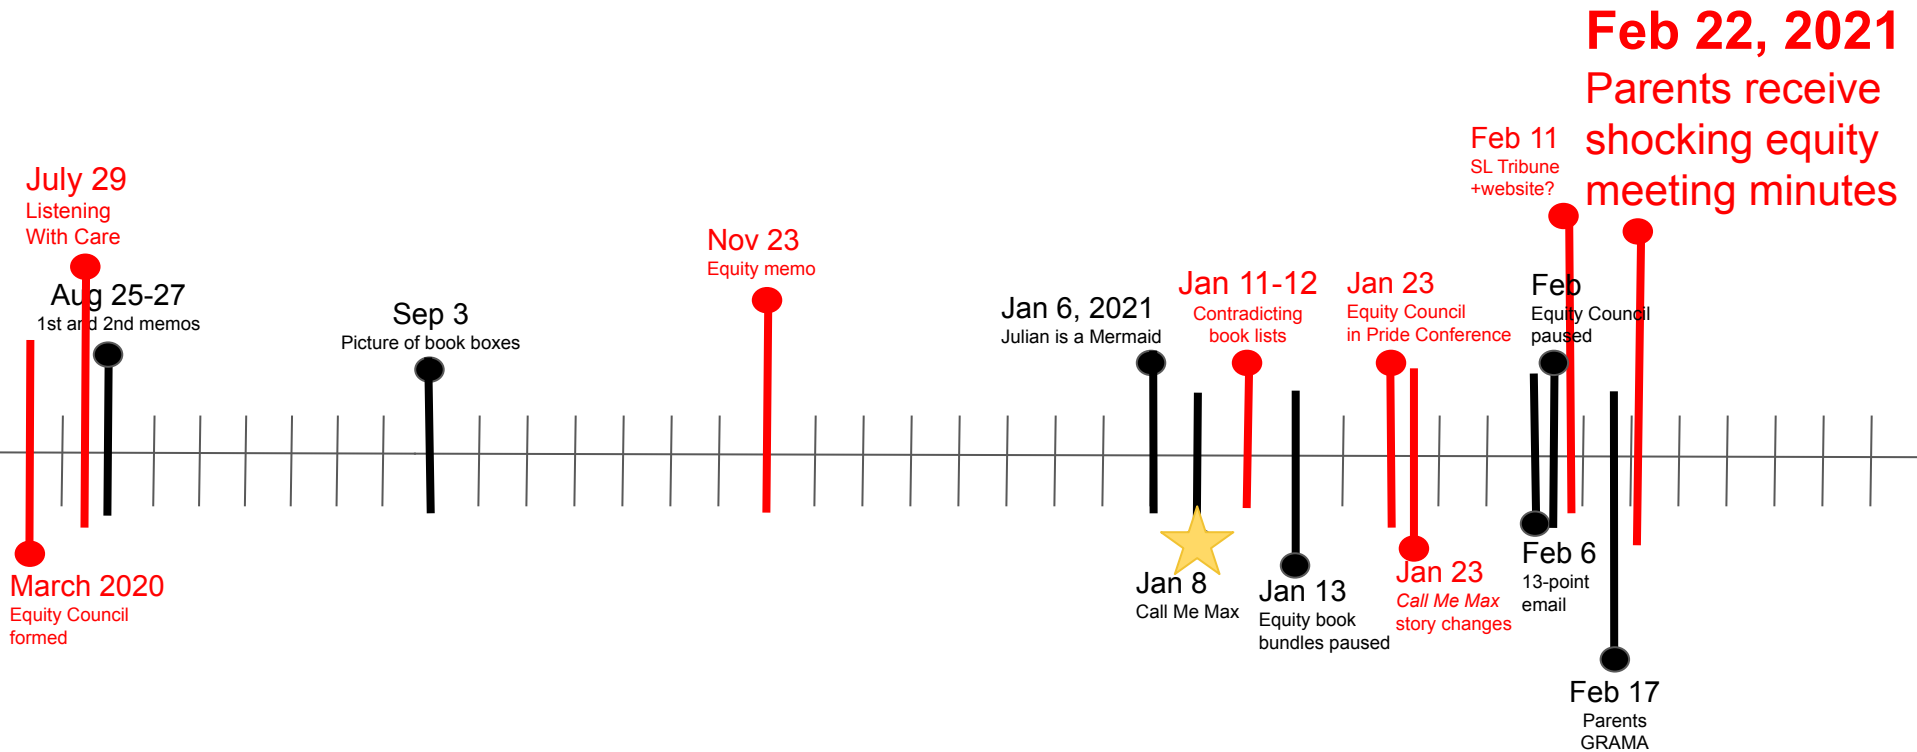 Feb 22, 2021
Parents receive
shocking equity
meeting minutes
Feb 11
SL Tribune
+website?
July 29
Listening
With Care
Aug 25-27
1st and 2nd memos
Sep 3
Picture of book boxes
Nov 23
Equity memo
Jan 6, 2021
Julian is a Mermaid
Jan 11-12
Contradicting
book lists
Jan 23
Equity Council
in Pride Conference
Feb
Equity Council
paused
March 2020
Equity Council
formed
Jan 8
Call Me Max
Jan 13
Equity book
bundles paused
Jan 23
Call Me Max
story changes
Feb 6
13-point
email
Feb 17
Parents
GRAMA